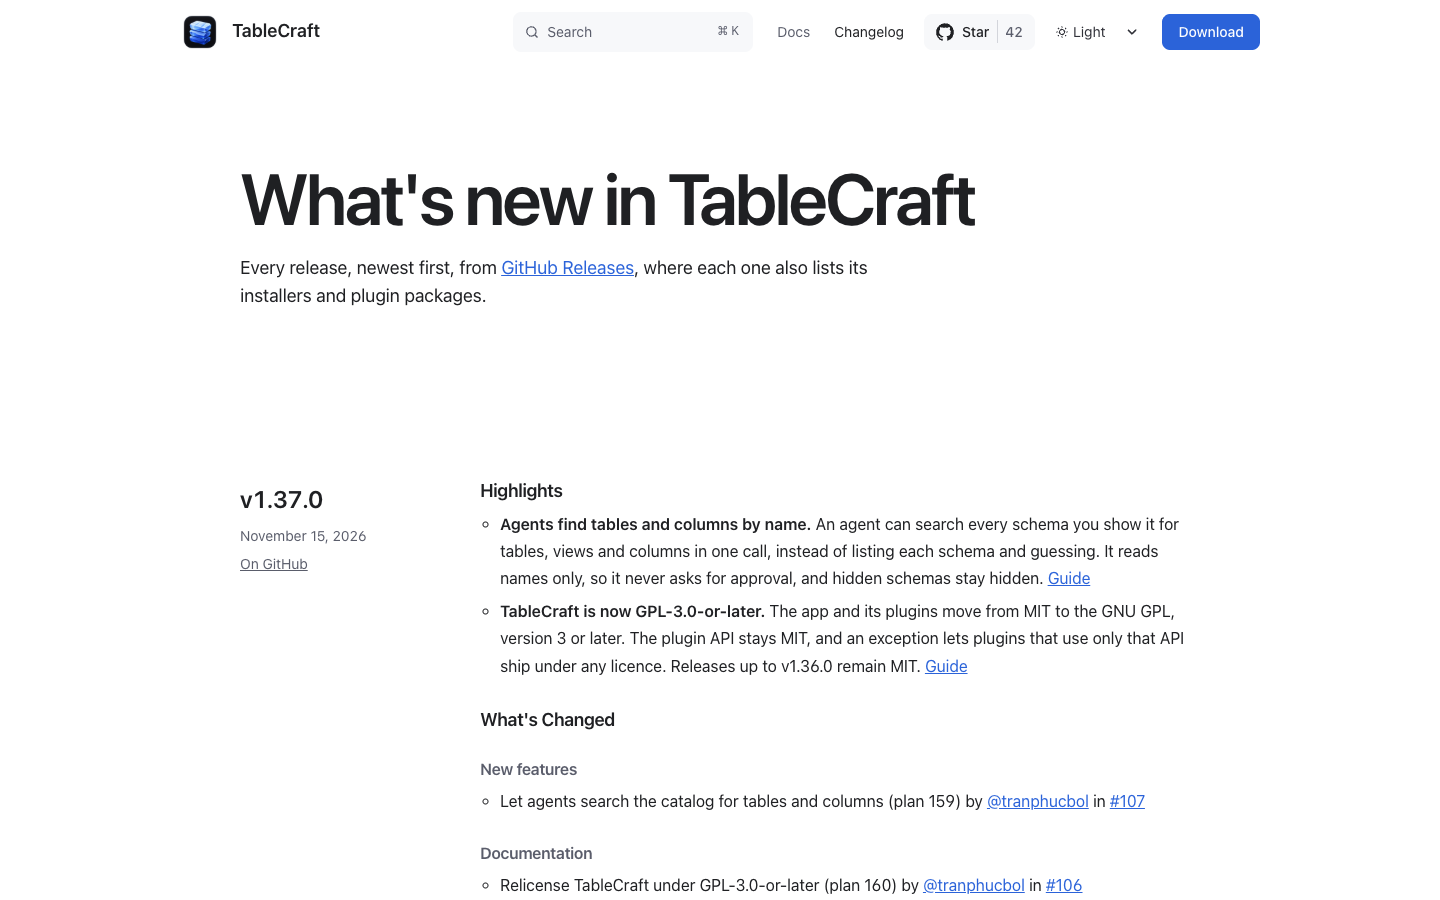 TableCraft
Search
⌘ K
Docs
Changelog
Star
42
Light
Download
What's new in TableCraft
Every release, newest first, from GitHub Releases, where each one also lists its
installers and plugin packages.
v1.37.0
November 15, 2026
On GitHub
Highlights
Agents find tables and columns by name. An agent can search every schema you show it for
tables, views and columns in one call, instead of listing each schema and guessing. It reads
names only, so it never asks for approval, and hidden schemas stay hidden. Guide
TableCraft is now GPL-3.0-or-later. The app and its plugins move from MIT to the GNU GPL,
version 3 or later. The plugin API stays MIT, and an exception lets plugins that use only that API
ship under any licence. Releases up to v1.36.0 remain MIT. Guide
What's Changed
New features
Let agents search the catalog for tables and columns (plan 159) by @tranphucbol in #107
Documentation
Relicense TableCraft under GPL-3.0-or-later (plan 160) by @tranphucbol in #106